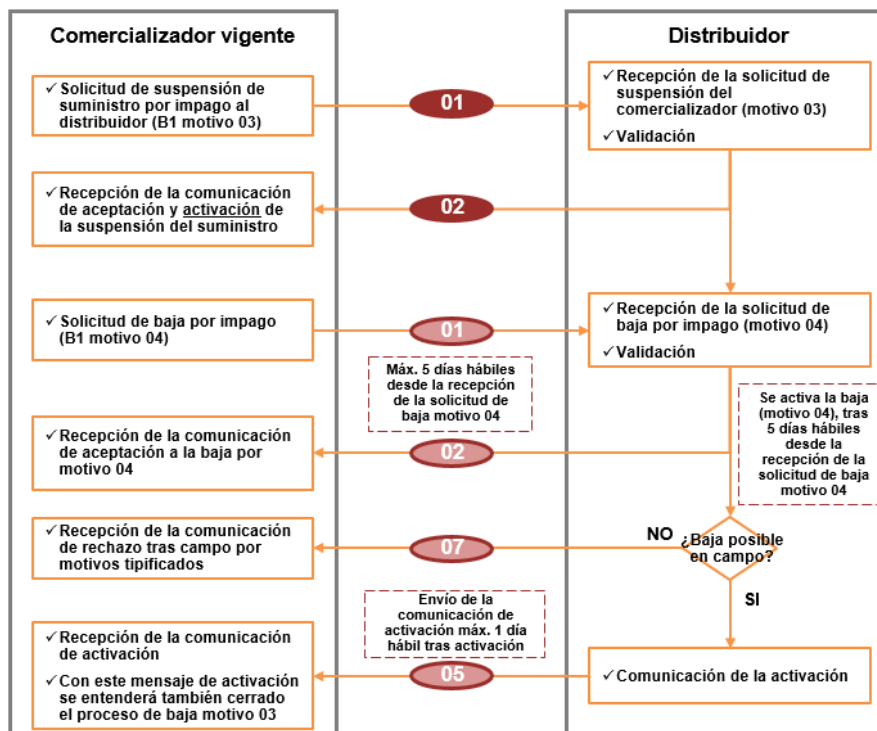 Comercializador vigente
Distribuidor
✓ Solicitud de suspensión de
suministro por impago al
distribuidor (B1 motivo 03)
01
✓ Recepción de la solicitud de
suspensión del
comercializador (motivo 03)
✓ Validación
✓ Recepción de la comunicación
de aceptación y activación de
la suspensión del suministro
02
✓ Solicitud de baja por impago
(B1 motivo 04)
01
✓ Recepción de la solicitud de
baja por impago (motivo 04)
✓ Validación
Máx. 5 días hábiles
desde la recepción
de la solicitud de
baja motivo 04
Se activa la baja
(motivo 04), tras
5 días hábiles
desde la
recepción de la
solicitud de baja
motivo 04
✓ Recepción de la comunicación
de aceptación a la baja por
motivo 04
02
✓ Recepción de la comunicación
de rechazo tras campo por
motivos tipificados
07
NO
¿Baja posible
en campo?
SI
Envío de la
comunicación de
activación máx. 1 día
hábil tras activación
✓ Recepción de la comunicación
de activación
✓ Con este mensaje de activación
se entenderá también cerrado
el proceso de baja motivo 03
05
✓ Comunicación de la activación